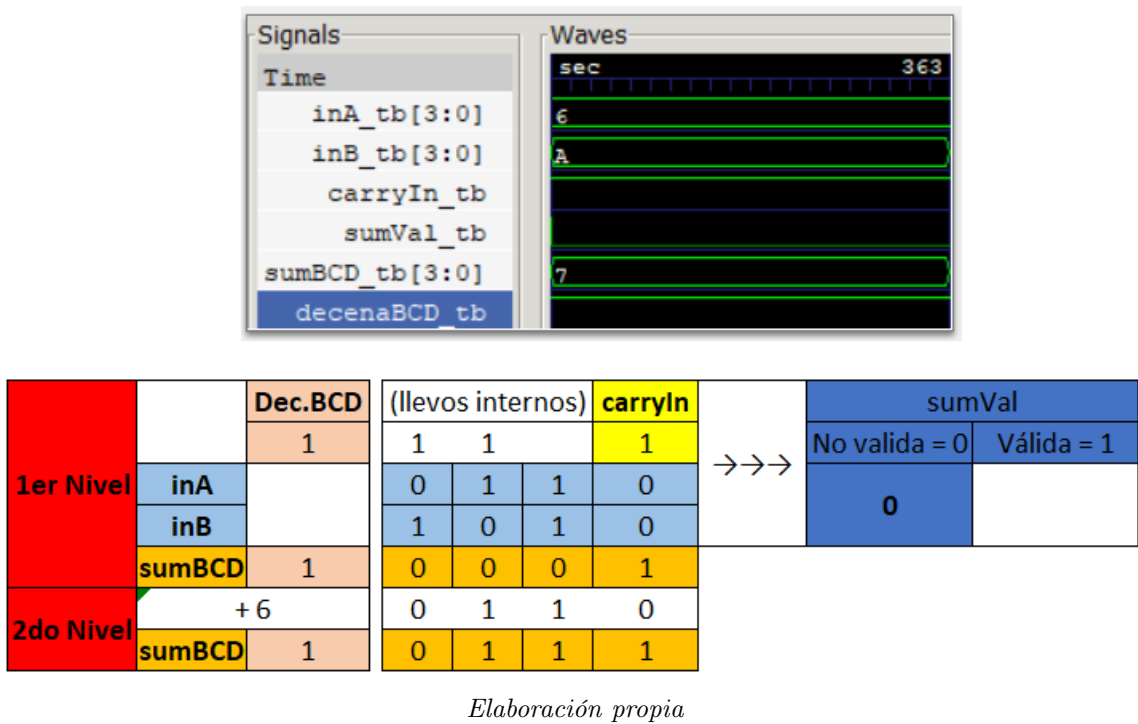 Signals
Waves
Time
sec 363
inA_tb[3:0]
6
inB_tb[3:0]
A
carryIn_tb
sumVal_tb
sumBCD_tb[3:0]
7
decenaBCD_tb
Dec.BCD (llevos internos) carryIn sumVal
1 1 1 1 →→→ No valida = 0 Válida = 1
1er Nivel inA 0 1 1 0 0
inB 1 0 1 0
sumBCD 1 0 0 0 1
2do Nivel + 6 0 1 1 0
sumBCD 1 0 1 1 1
Elaboración propia